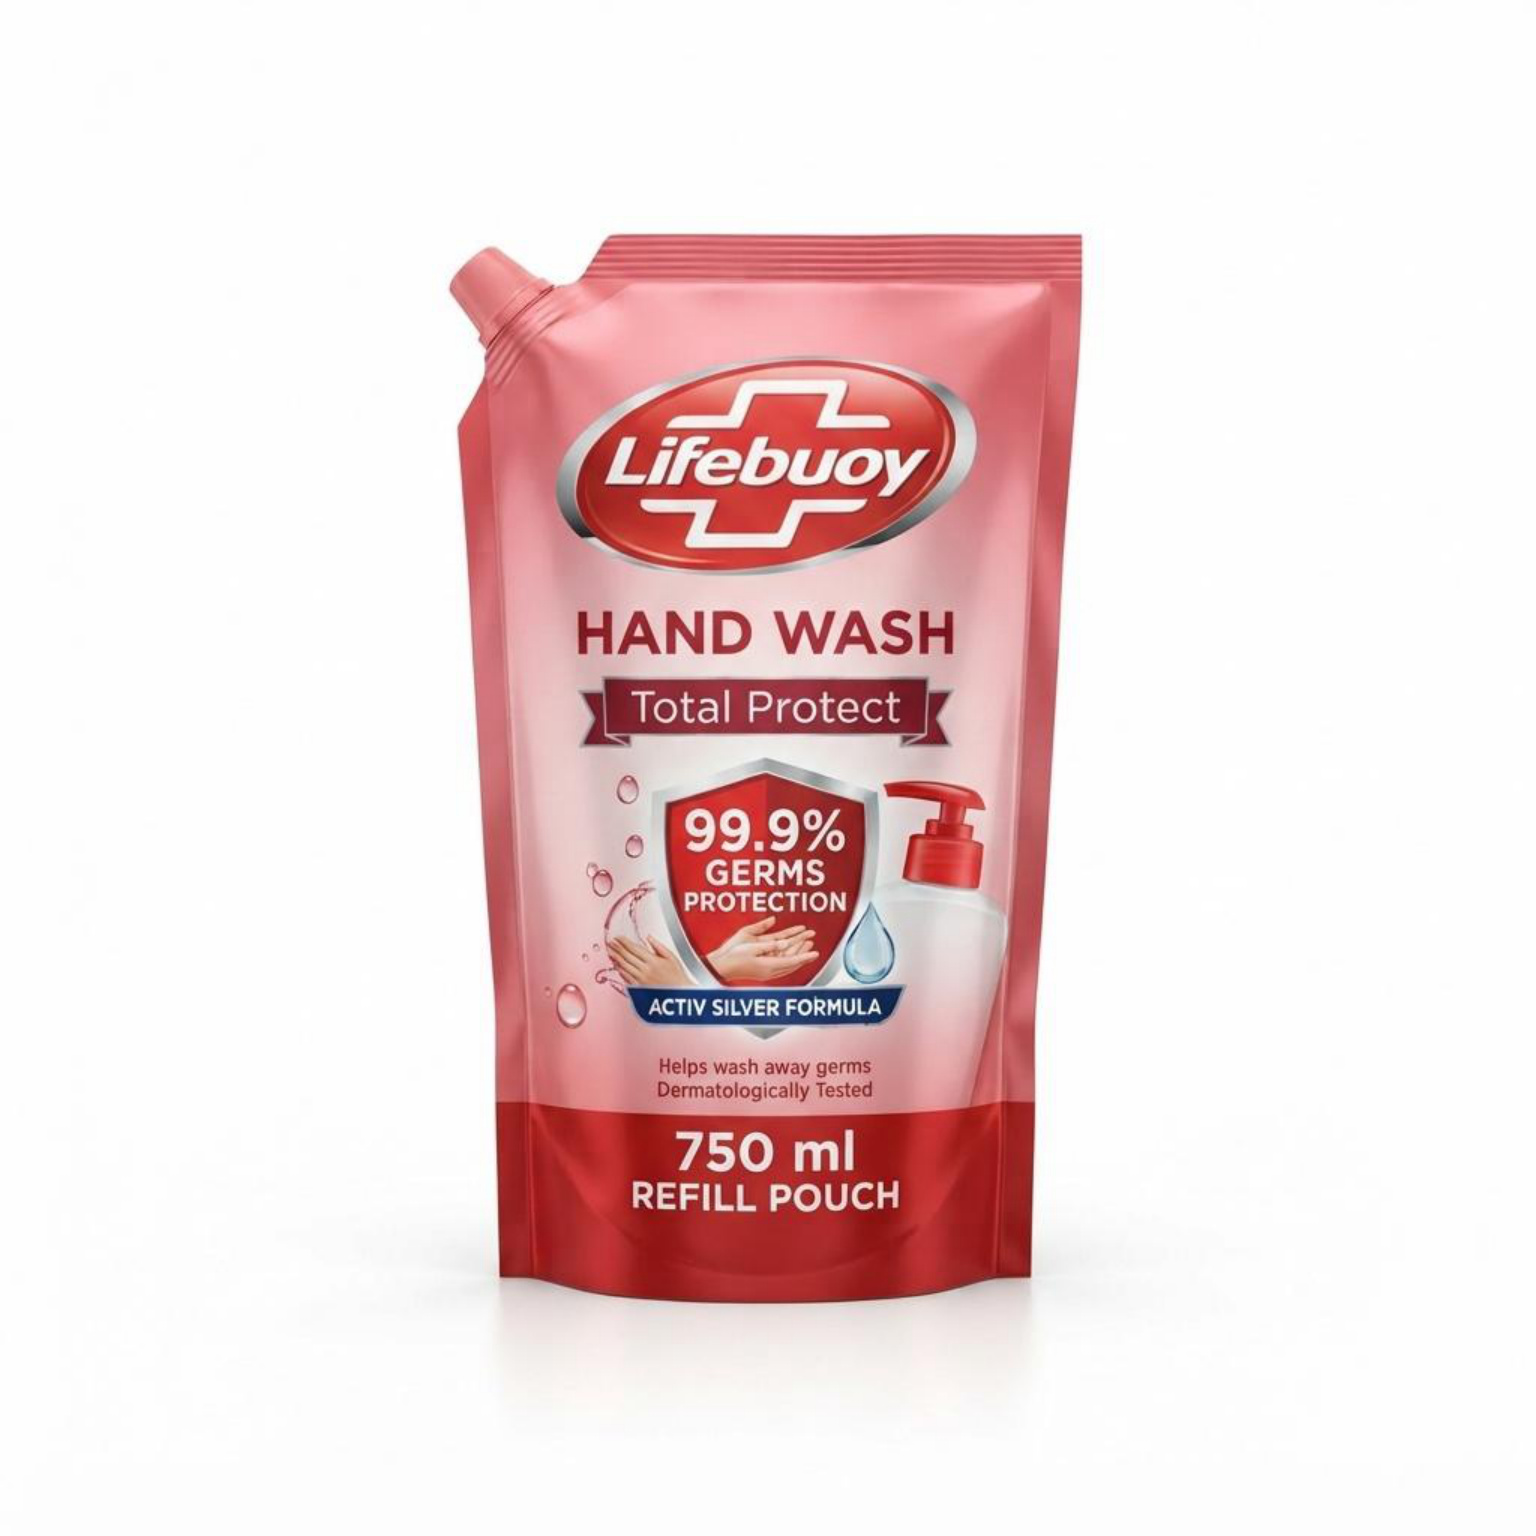 Lifebuoy
HAND WASH
Total Protect
99.9%
GERMS
PROTECTION
ACTIV SILVER FORMULA
Helps wash away germs
Dermatologically Tested
750 ml
REFILL POUCH